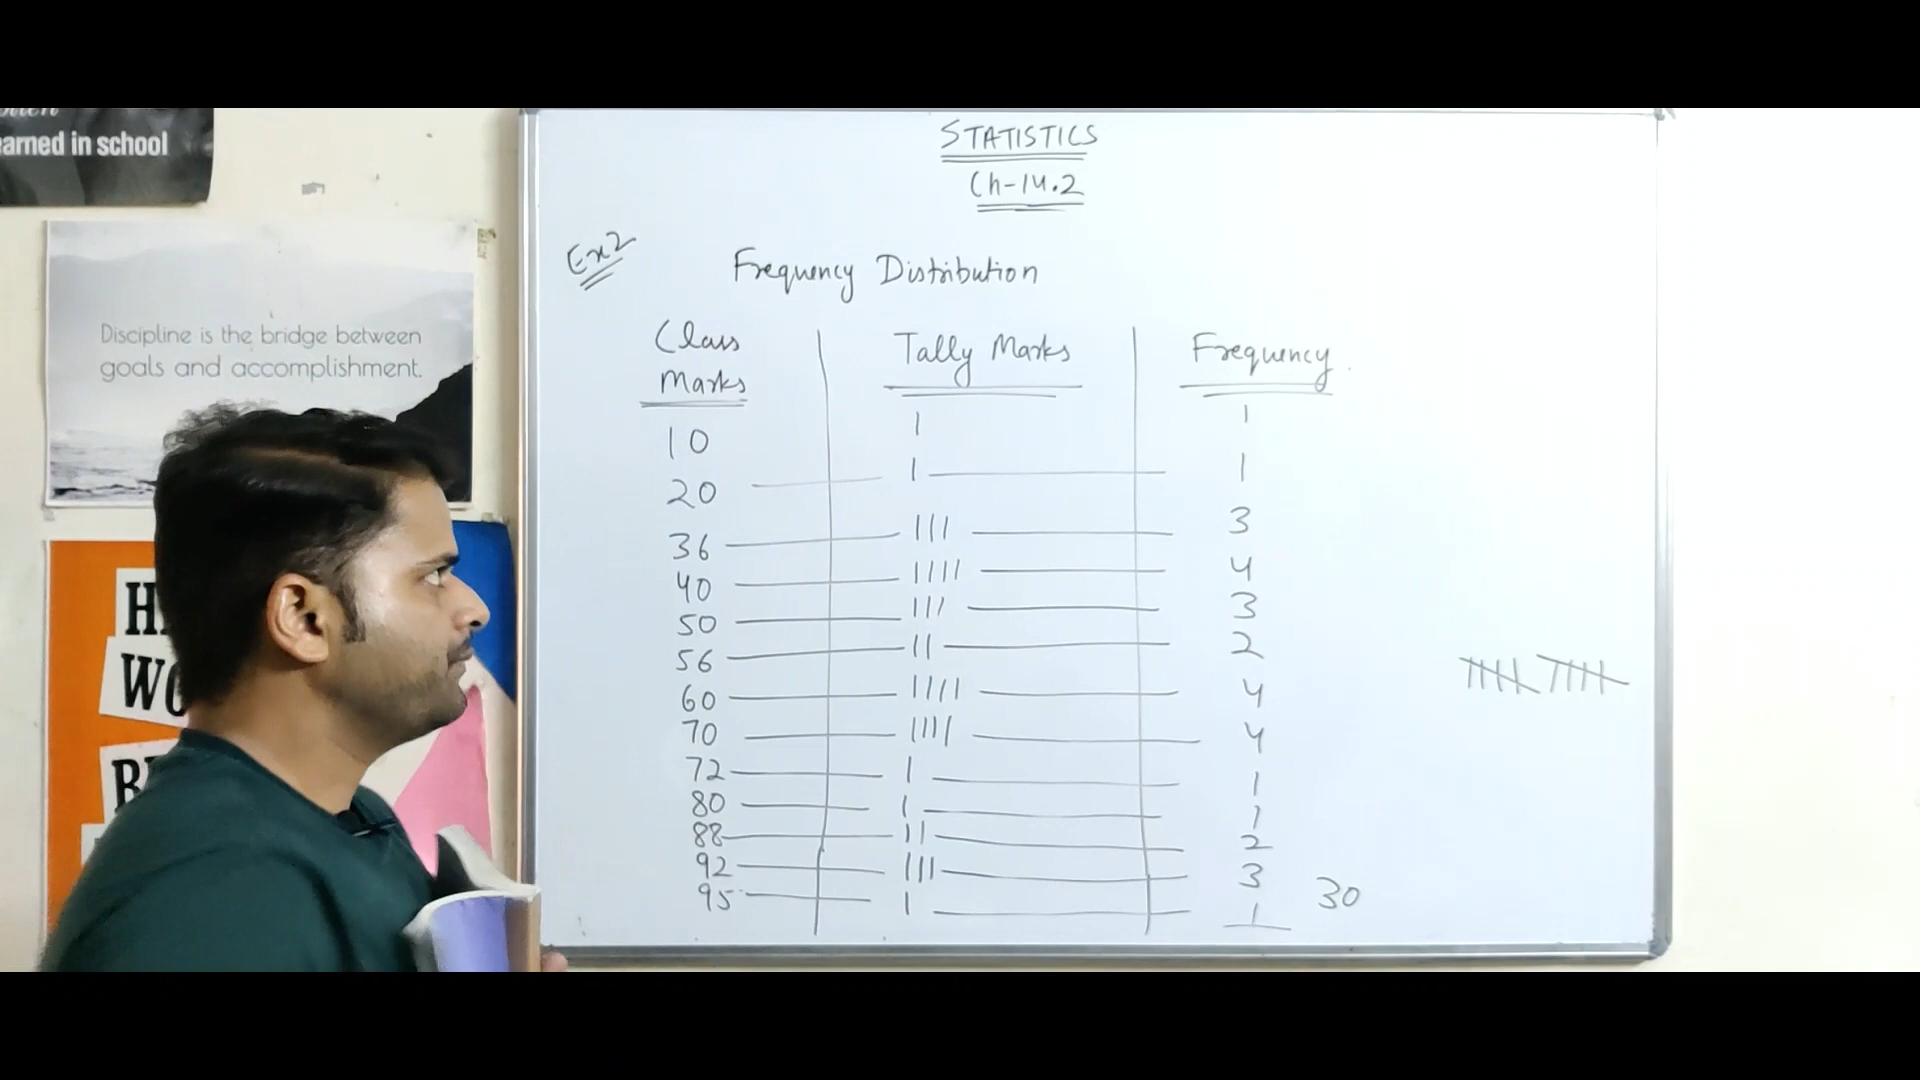 earned in school
Discipline is the bridge between
goals and accomplishment.
STATISTICS
Ch-14.2
Ex2
Frequency Distribution
Class Marks | Tally Marks | Frequency
10 | 1
20 || 1
36 ||| 3
40 |||| 4
50 ||| 3
56 || 2
60 |||| 4
70 |||| 4
72 | 1
80 | 1
88 || 2
92 ||| 3
95 | 1
30